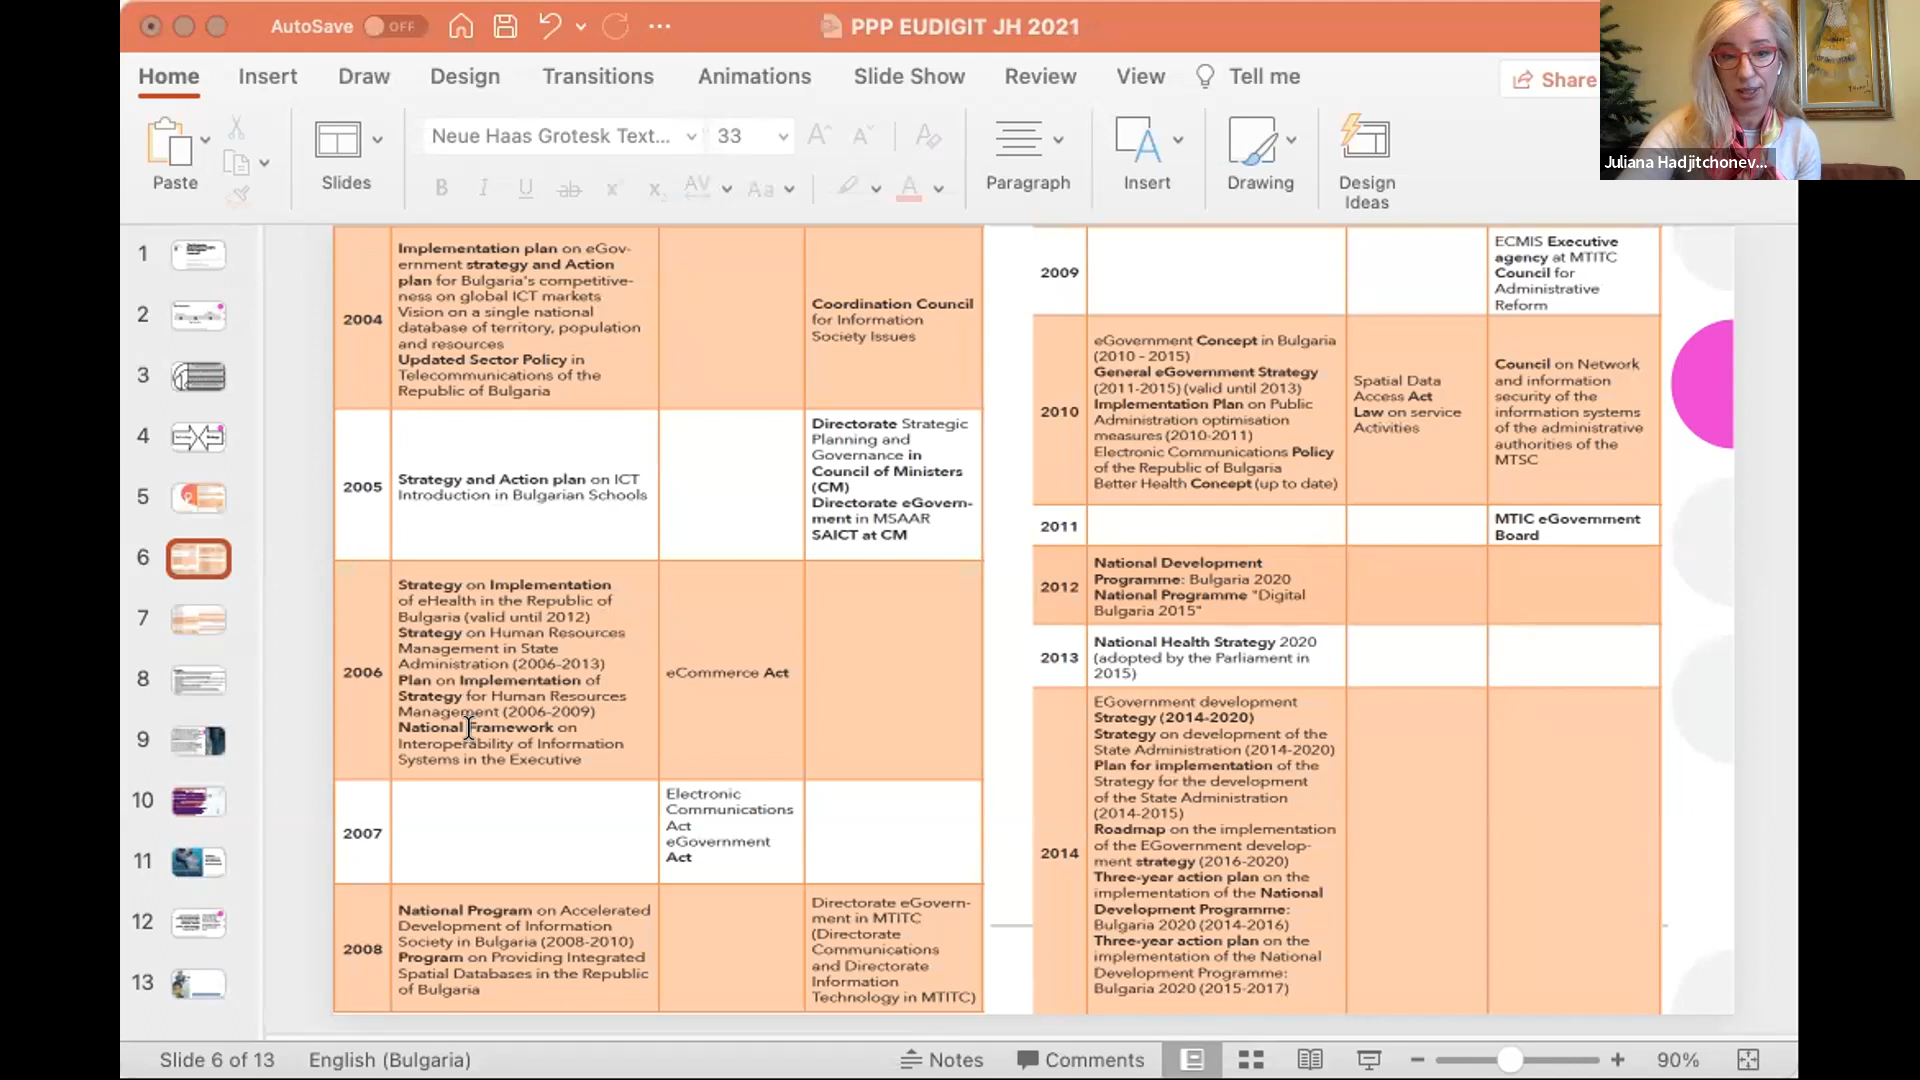 AutoSave OFF
PPP EUDIGIT JH 2021
Home Insert Draw Design Transitions Animations Slide Show Review View Tell me
Share
Juliana Hadjitchonev...
Paste
Slides
Neue Haas Grotesk Text... 33
Paragraph
Insert
Drawing
Design
Ideas
1
2
3
4
5
6
7
8
9
10
11
12
13
2004
Implementation plan on eGov-
ernment strategy and Action
plan for Bulgaria's competitive-
ness on global ICT markets
Vision on a single national
database of territory, population
and resources
Updated Sector Policy in
Telecommunications of the
Republic of Bulgaria
Coordination Council
for Information
Society Issues
2005
Strategy and Action plan on ICT
Introduction in Bulgarian Schools
Directorate Strategic
Planning and
Governance in
Council of Ministers
(CM)
Directorate eGovern-
ment in MSAAR
SAICT at CM
2006
Strategy on Implementation
of eHealth in the Republic of
Bulgaria (valid until 2012)
Strategy on Human Resources
Management in State
Administration (2006-2013)
Plan on Implementation of
Strategy for Human Resources
Management (2006-2009)
National Framework on
Interoperability of Information
Systems in the Executive
eCommerce Act
2007
Electronic
Communications
Act
eGovernment
Act
2008
National Program on Accelerated
Development of Information
Society in Bulgaria (2008-2010)
Program on Providing Integrated
Spatial Databases in the Republic
of Bulgaria
Directorate eGovern-
ment in MTITC
(Directorate
Communications
and Directorate
Information
Technology in MTITC)
2009
ECMIS Executive
agency at MTITC
Council for
Administrative
Reform
2010
eGovernment Concept in Bulgaria
(2010 - 2015)
General eGovernment Strategy
(2011-2015) (valid until 2013)
Implementation Plan on Public
Administration optimisation
measures (2010-2011)
Electronic Communications Policy
of the Republic of Bulgaria
Better Health Concept (up to date)
Spatial Data
Access Act
Law on service
Activities
Council on Network
and information
security of the
information systems
of the administrative
authorities of the
MTSC
2011
MTIC eGovernment
Board
2012
National Development
Programme: Bulgaria 2020
National Programme "Digital
Bulgaria 2015"
2013
National Health Strategy 2020
(adopted by the Parliament in
2015)
2014
EGovernment development
Strategy (2014-2020)
Strategy on development of the
State Administration (2014-2020)
Plan for implementation of the
Strategy for the development
of the State Administration
(2014-2015)
Roadmap on the implementation
of the EGovernment develop-
ment strategy (2016-2020)
Three-year action plan on the
implementation of the National
Development Programme:
Bulgaria 2020 (2014-2016)
Three-year action plan on the
implementation of the National
Development Programme:
Bulgaria 2020 (2015-2017)
Slide 6 of 13
English (Bulgaria)
Notes
Comments
90%